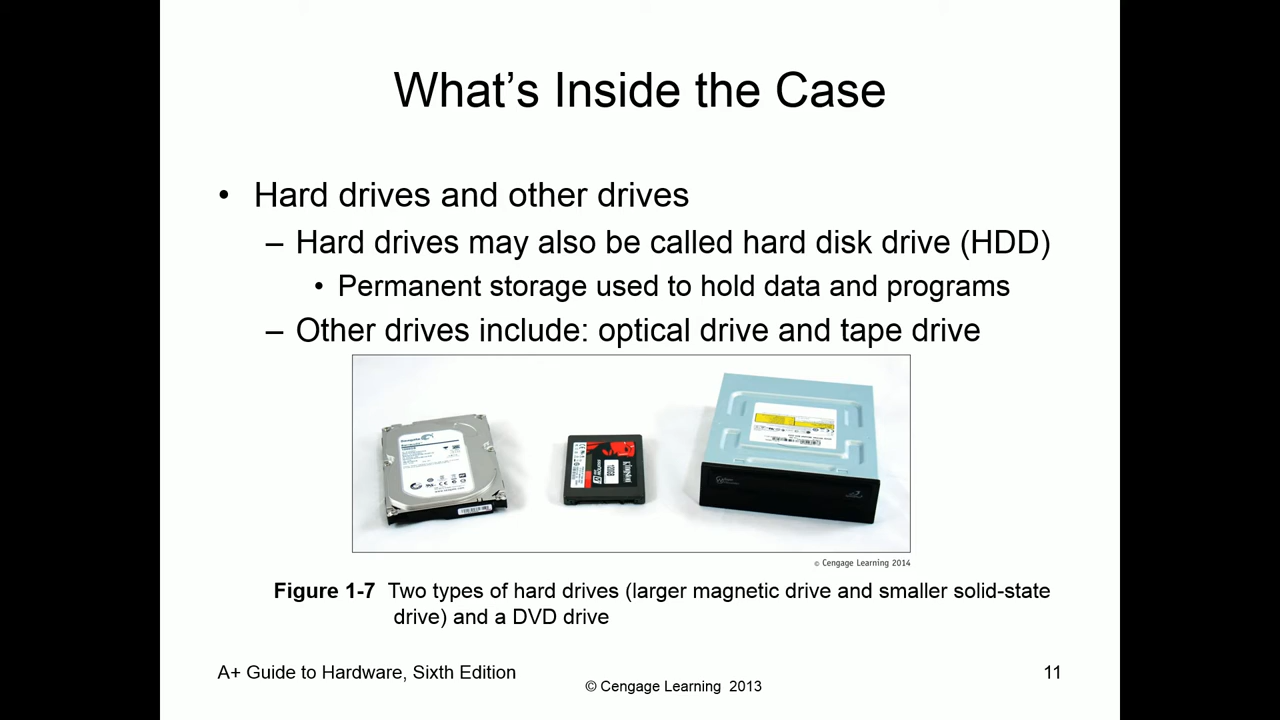 What's Inside the Case
• Hard drives and other drives
– Hard drives may also be called hard disk drive (HDD)
• Permanent storage used to hold data and programs
– Other drives include: optical drive and tape drive
Seagate
Kingston
120GB
© Cengage Learning 2014
Figure 1-7 Two types of hard drives (larger magnetic drive and smaller solid-state
drive) and a DVD drive
A+ Guide to Hardware, Sixth Edition
© Cengage Learning 2013
11